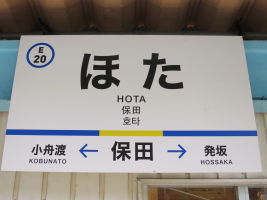 E
20
ほた
HOTA
保田
호타
小舟渡 ← 保田 → 発坂
KOBUNATO HOSSAKA